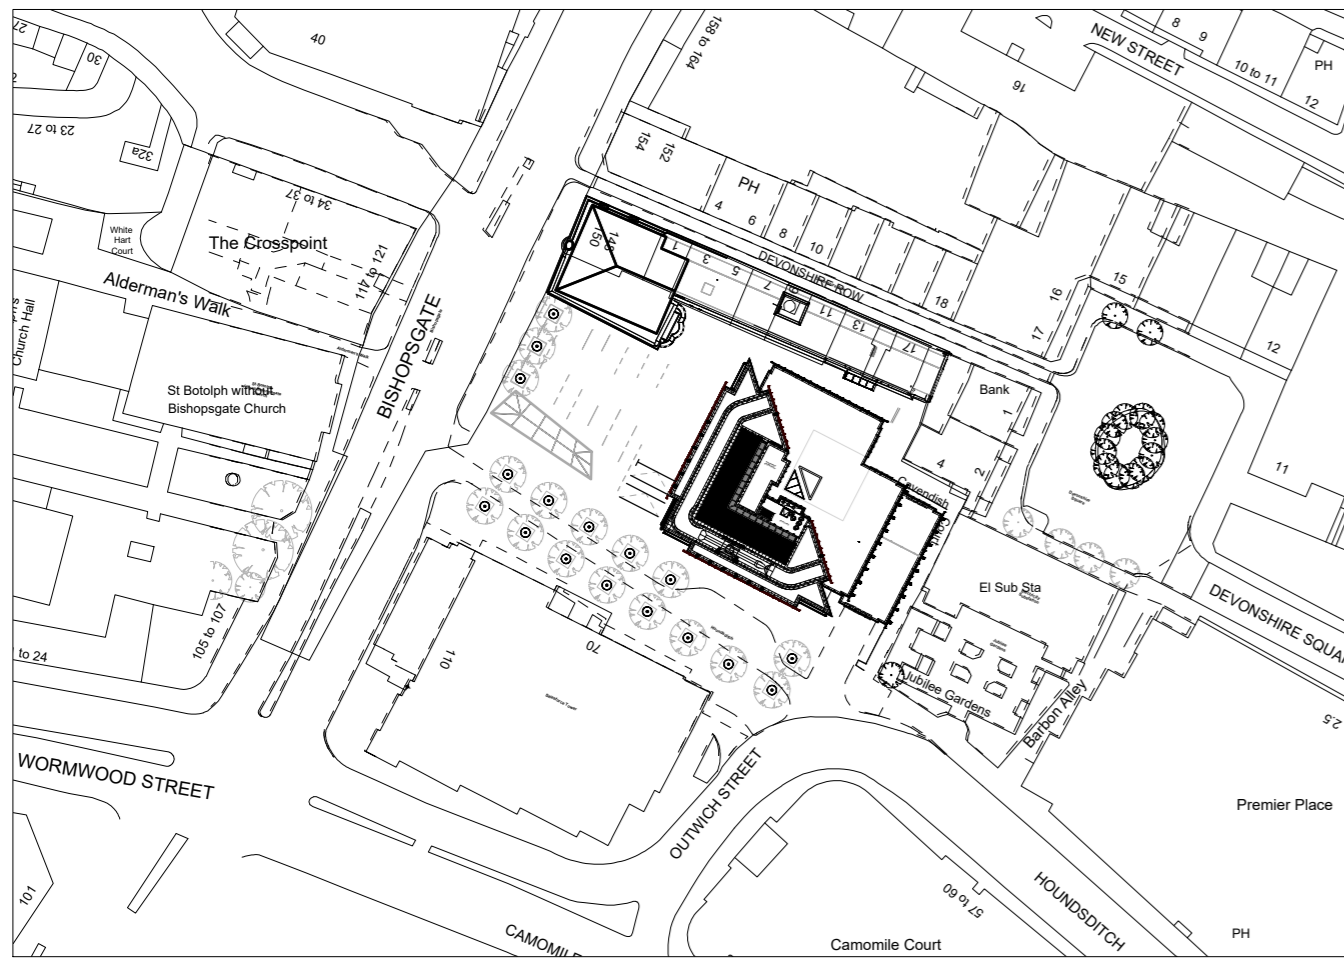 27
30
40
23 to 27
32a
34 to 37
White
Hart
Court
The Crosspoint
117 to 121
Alderman's Walk
Church Hall
St Botolph without
Bishopsgate Church
BISHOPSGATE
158 to 164
154
152
PH
4
6
8
10
18
NEW STREET
8
9
10 to 11
PH
12
16
148
150
1
3
5
7
9
11
13
17
DEVONSHIRE ROW
16
17
15
12
11
Bank
1
2
4
Cavendish
Court
El Sub Sta
Jubilee Gardens
Barbon Alley
DEVONSHIRE SQUA
105 to 107
to 24
110
70
WORMWOOD STREET
OUTWICH STREET
101
CAMOMILE
57 to 60
Camomile Court
HOUNDSDITCH
PH
Premier Place
2.5